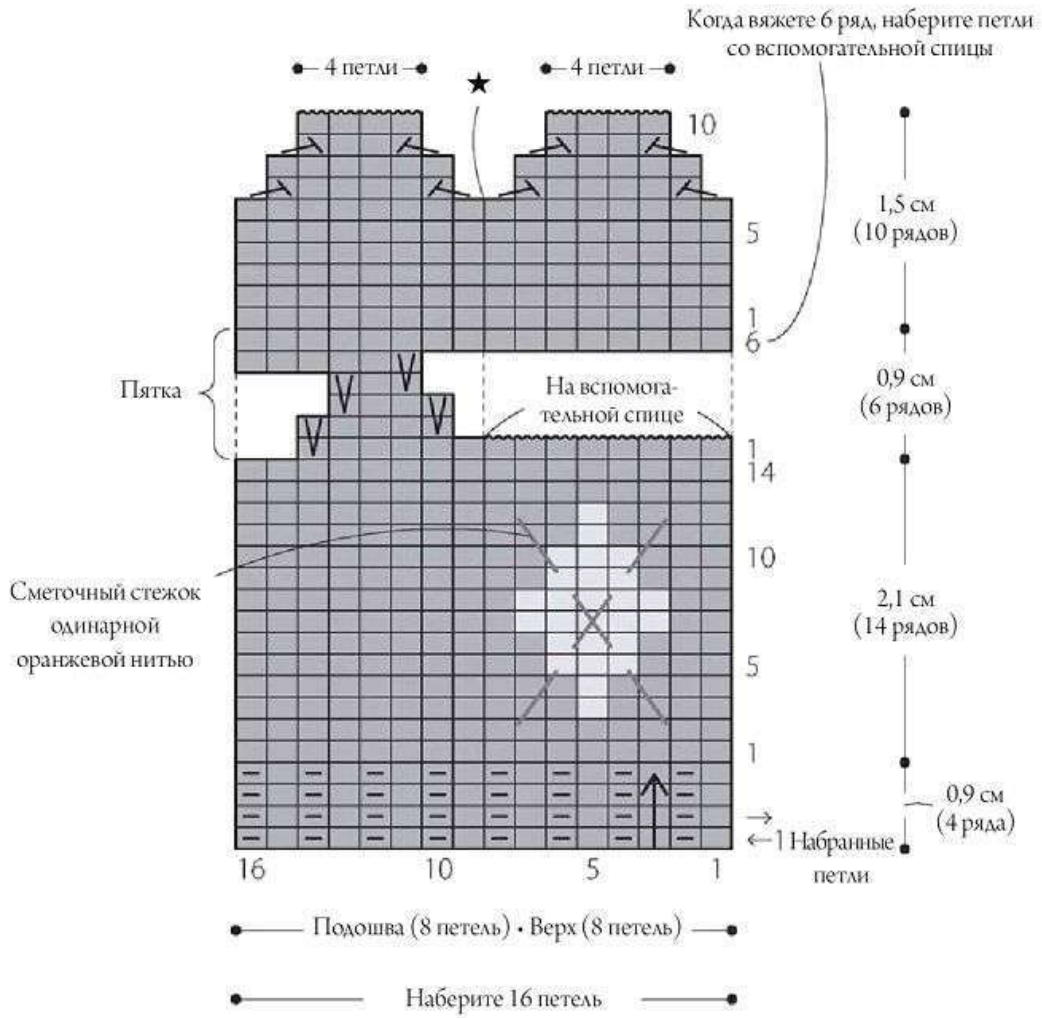 Когда вяжете 6 ряд, наберите петли
со вспомогательной спицы
4 петли
4 петли
10
5
1
6
1,5 см
(10 рядов)
Пятка
На вспомога-
тельной спице
0,9 см
(6 рядов)
1
14
10
Сметочный стежок
одинарной
оранжевой нитью
2,1 см
(14 рядов)
5
1
0,9 см
(4 ряда)
1 Набранные
петли
16 10 5 1
Подошва (8 петель) • Верх (8 петель)
Наберите 16 петель